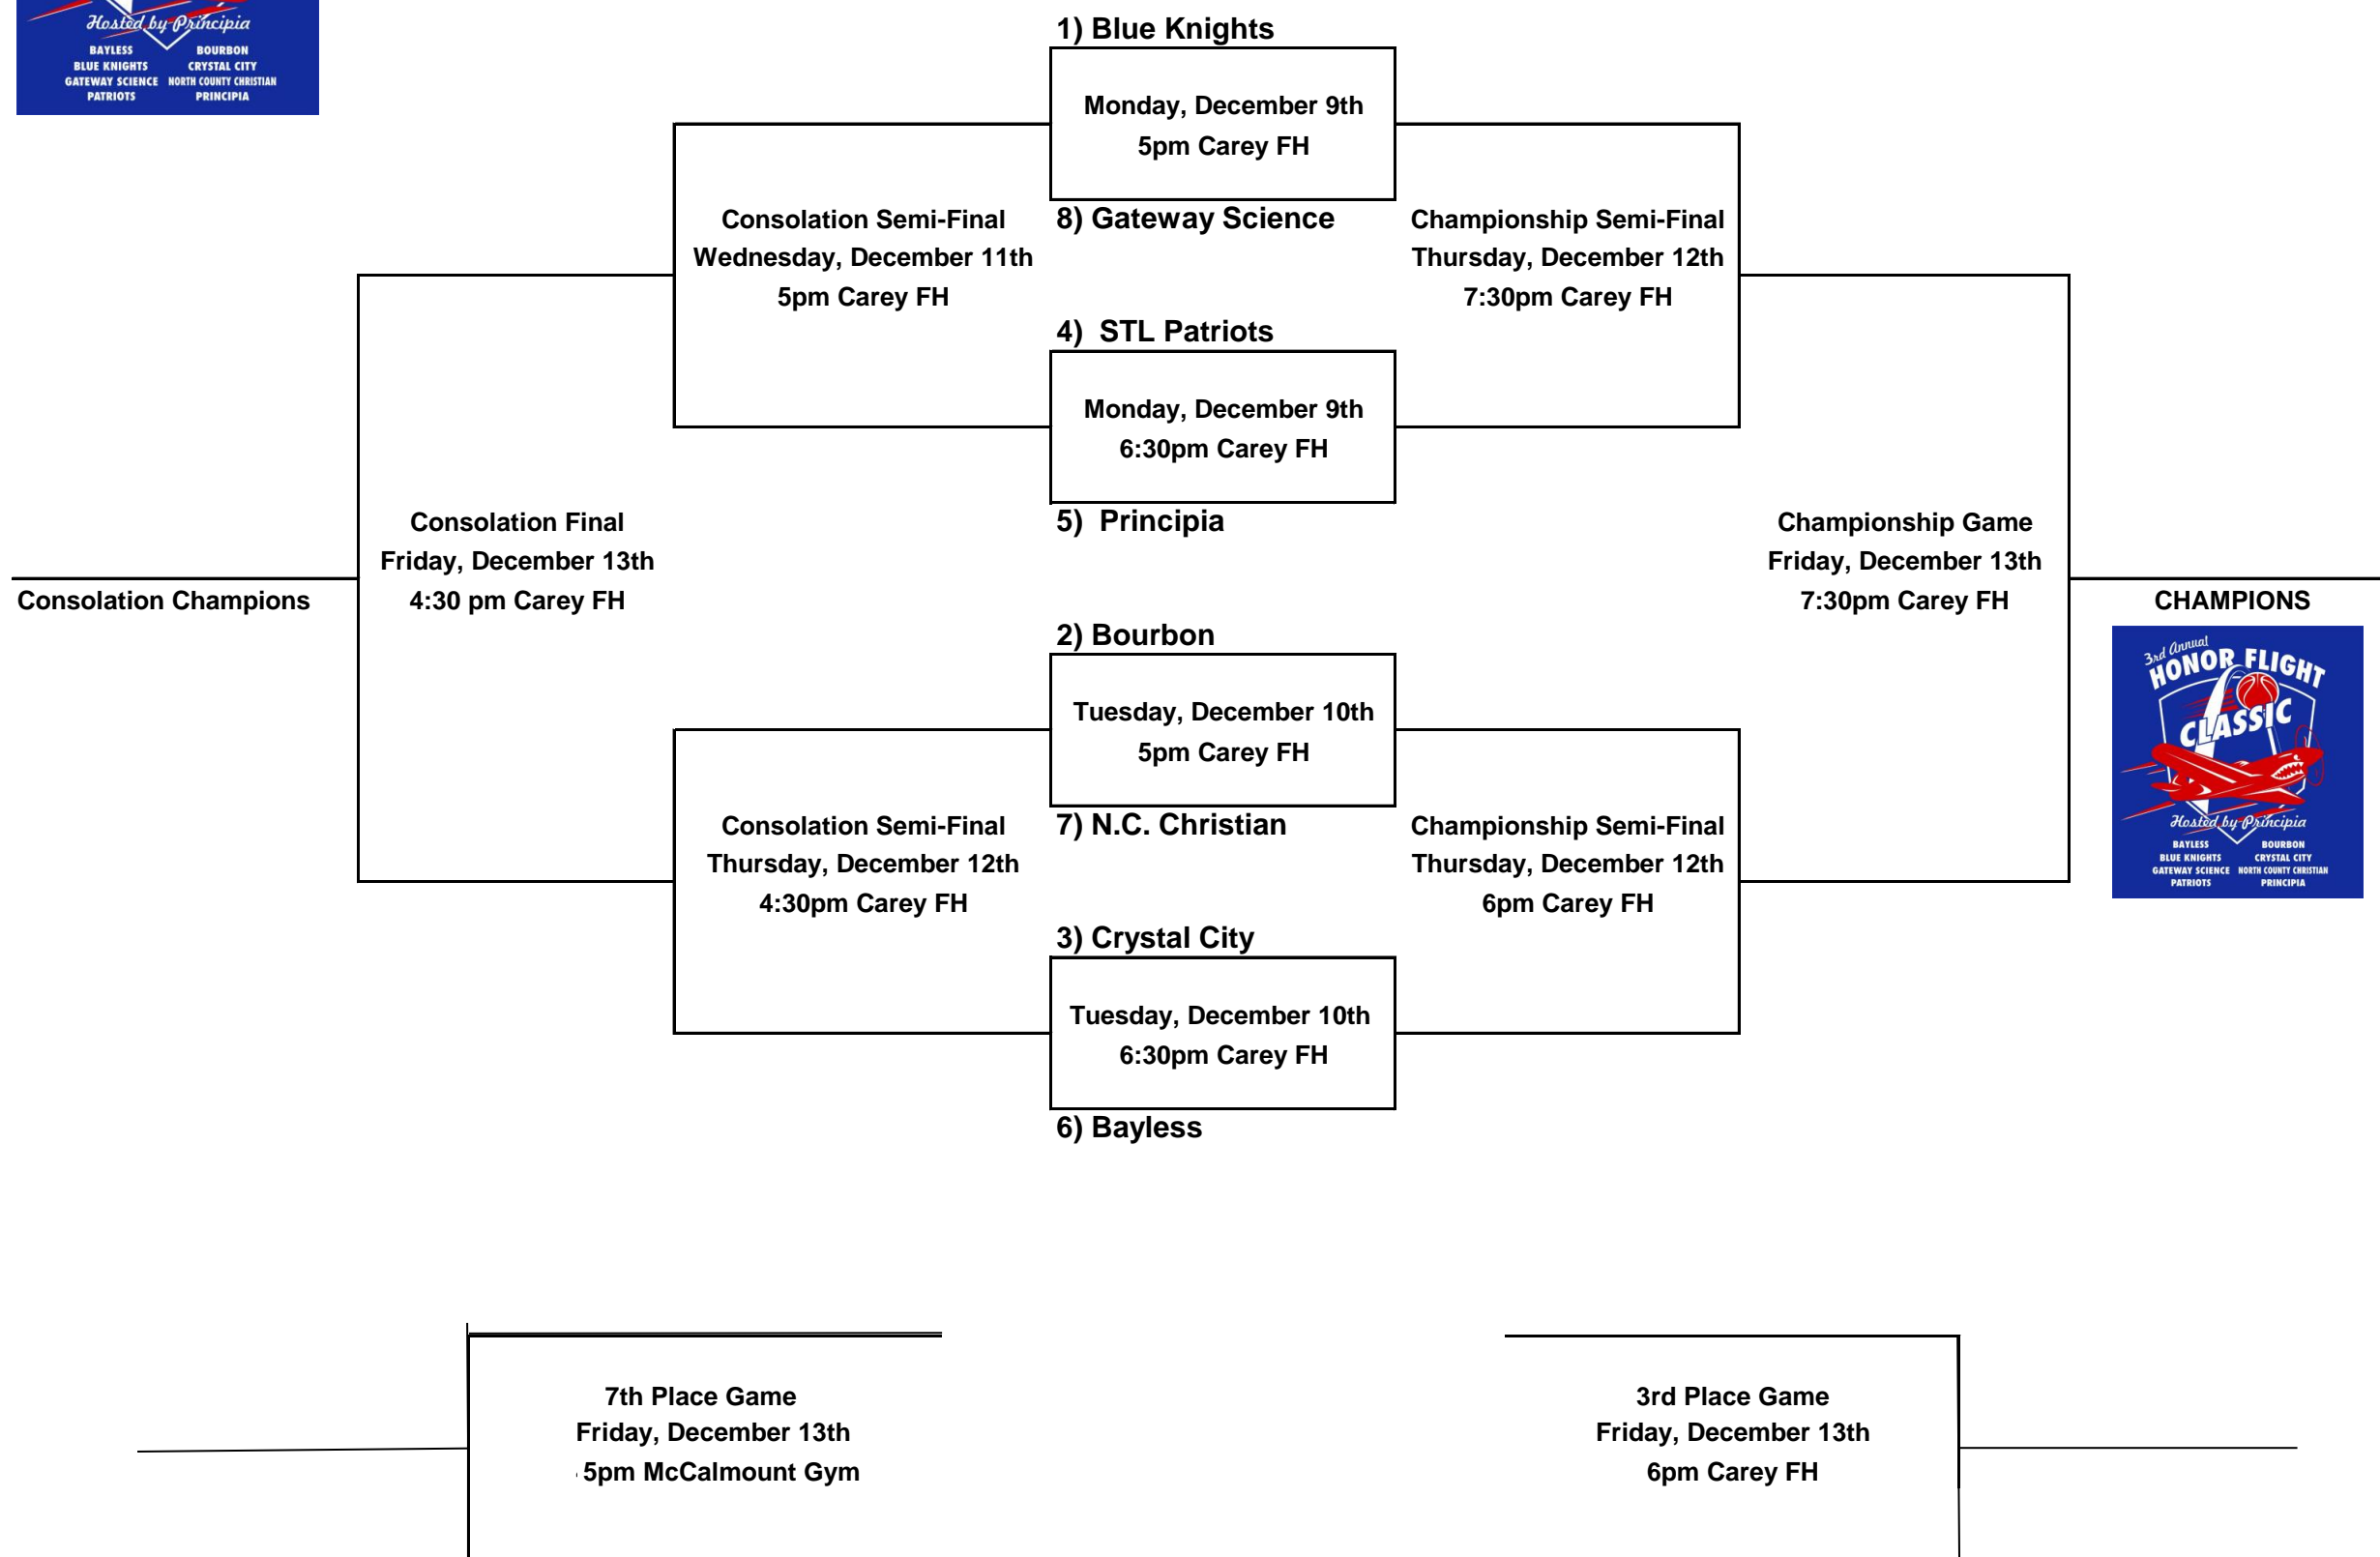 Hosted by Principia
BAYLESS BOURBON
BLUE KNIGHTS CRYSTAL CITY
GATEWAY SCIENCE NORTH COUNTY CHRISTIAN
PATRIOTS PRINCIPIA
1) Blue Knights
Monday, December 9th
5pm Carey FH
8) Gateway Science
Consolation Semi-Final
Wednesday, December 11th
5pm Carey FH
Championship Semi-Final
Thursday, December 12th
7:30pm Carey FH
4) STL Patriots
Monday, December 9th
6:30pm Carey FH
5) Principia
Consolation Final
Friday, December 13th
4:30 pm Carey FH
Consolation Champions
Championship Game
Friday, December 13th
7:30pm Carey FH
CHAMPIONS
3rd Annual
HONOR FLIGHT
CLASSIC
Hosted by Principia
BAYLESS BOURBON
BLUE KNIGHTS CRYSTAL CITY
GATEWAY SCIENCE NORTH COUNTY CHRISTIAN
PATRIOTS PRINCIPIA
2) Bourbon
Tuesday, December 10th
5pm Carey FH
7) N.C. Christian
Consolation Semi-Final
Thursday, December 12th
4:30pm Carey FH
Championship Semi-Final
Thursday, December 12th
6pm Carey FH
3) Crystal City
Tuesday, December 10th
6:30pm Carey FH
6) Bayless
7th Place Game
Friday, December 13th
5pm McCalmount Gym
3rd Place Game
Friday, December 13th
6pm Carey FH